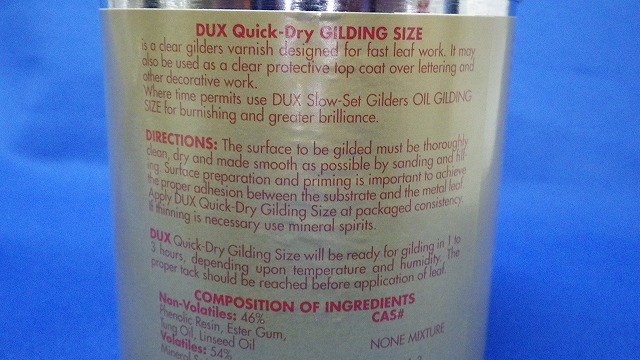 DUX Quick-Dry GILDING SIZE
is a clear gilders varnish designed for fast leaf work. It may
also be used as a clear protective top coat over lettering and
other decorative work.
Where time permits use DUX Slow-Set Gilders OIL GILDING
SIZE for burnishing and greater brilliance.
DIRECTIONS: The surface to be gilded must be thoroughly
clean, dry and made smooth as possible by sanding and fill-
ing. Surface preparation and priming is important to achieve
the proper adhesion between the substrate and the metal leaf.
Apply DUX Quick-Dry Gilding Size at packaged consistency.
If thinning is necessary use mineral spirits.
DUX Quick-Dry Gilding Size will be ready for gilding in 1 to
3 hours, depending upon temperature and humidity. The
proper tack should be reached before application of leaf.
COMPOSITION OF INGREDIENTS
Non-Volatiles: 46% CAS#
Phenolic Resin, Ester Gum,
Tung Oil, Linseed Oil NONE MIXTURE
Volatiles: 54%
Mineral